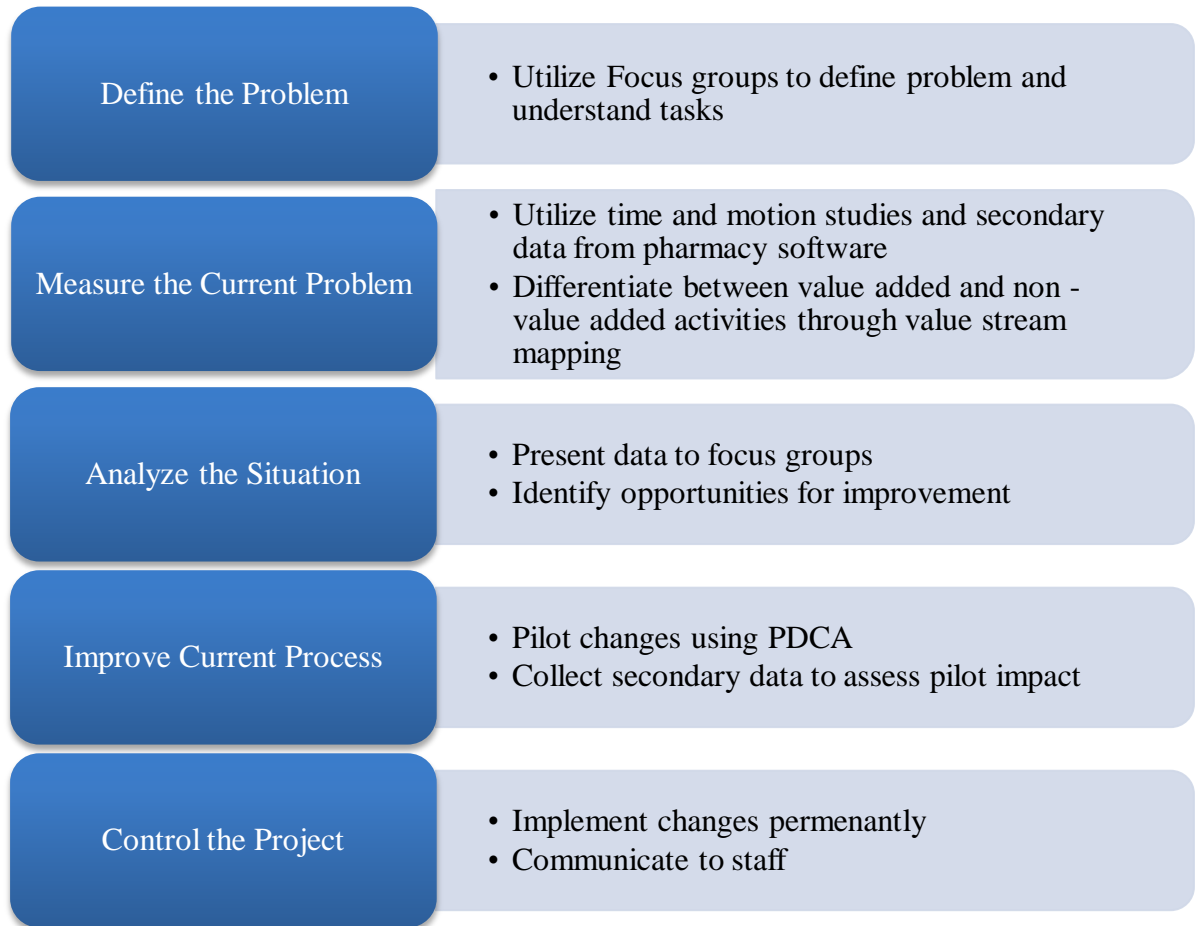 Define the Problem
• Utilize Focus groups to define problem and
understand tasks
Measure the Current Problem
• Utilize time and motion studies and secondary
data from pharmacy software
• Differentiate between value added and non -
value added activities through value stream
mapping
Analyze the Situation
• Present data to focus groups
• Identify opportunities for improvement
Improve Current Process
• Pilot changes using PDCA
• Collect secondary data to assess pilot impact
Control the Project
• Implement changes permenantly
• Communicate to staff